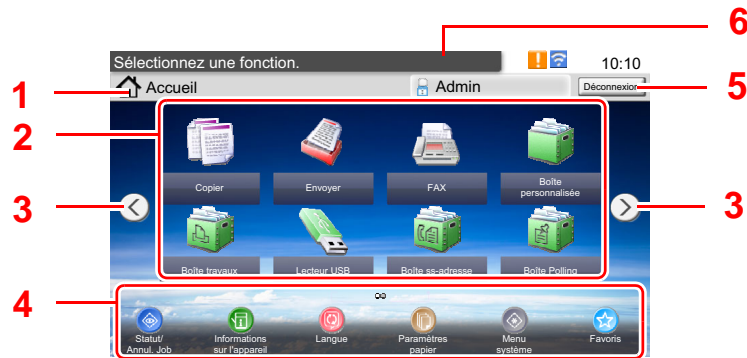 6
Sélectionnez une fonction.
10:10
1
Accueil
Admin
Déconnexion
5
2
Copier
Envoyer
FAX
Boîte
personnalisée
3
3
Boîte travaux
Lecteur USB
Boîte ss-adresse
Boîte Polling
4
Statut/
Annul. Job
Informations
sur l'appareil
Langue
Paramètres
papier
Menu
système
Favoris